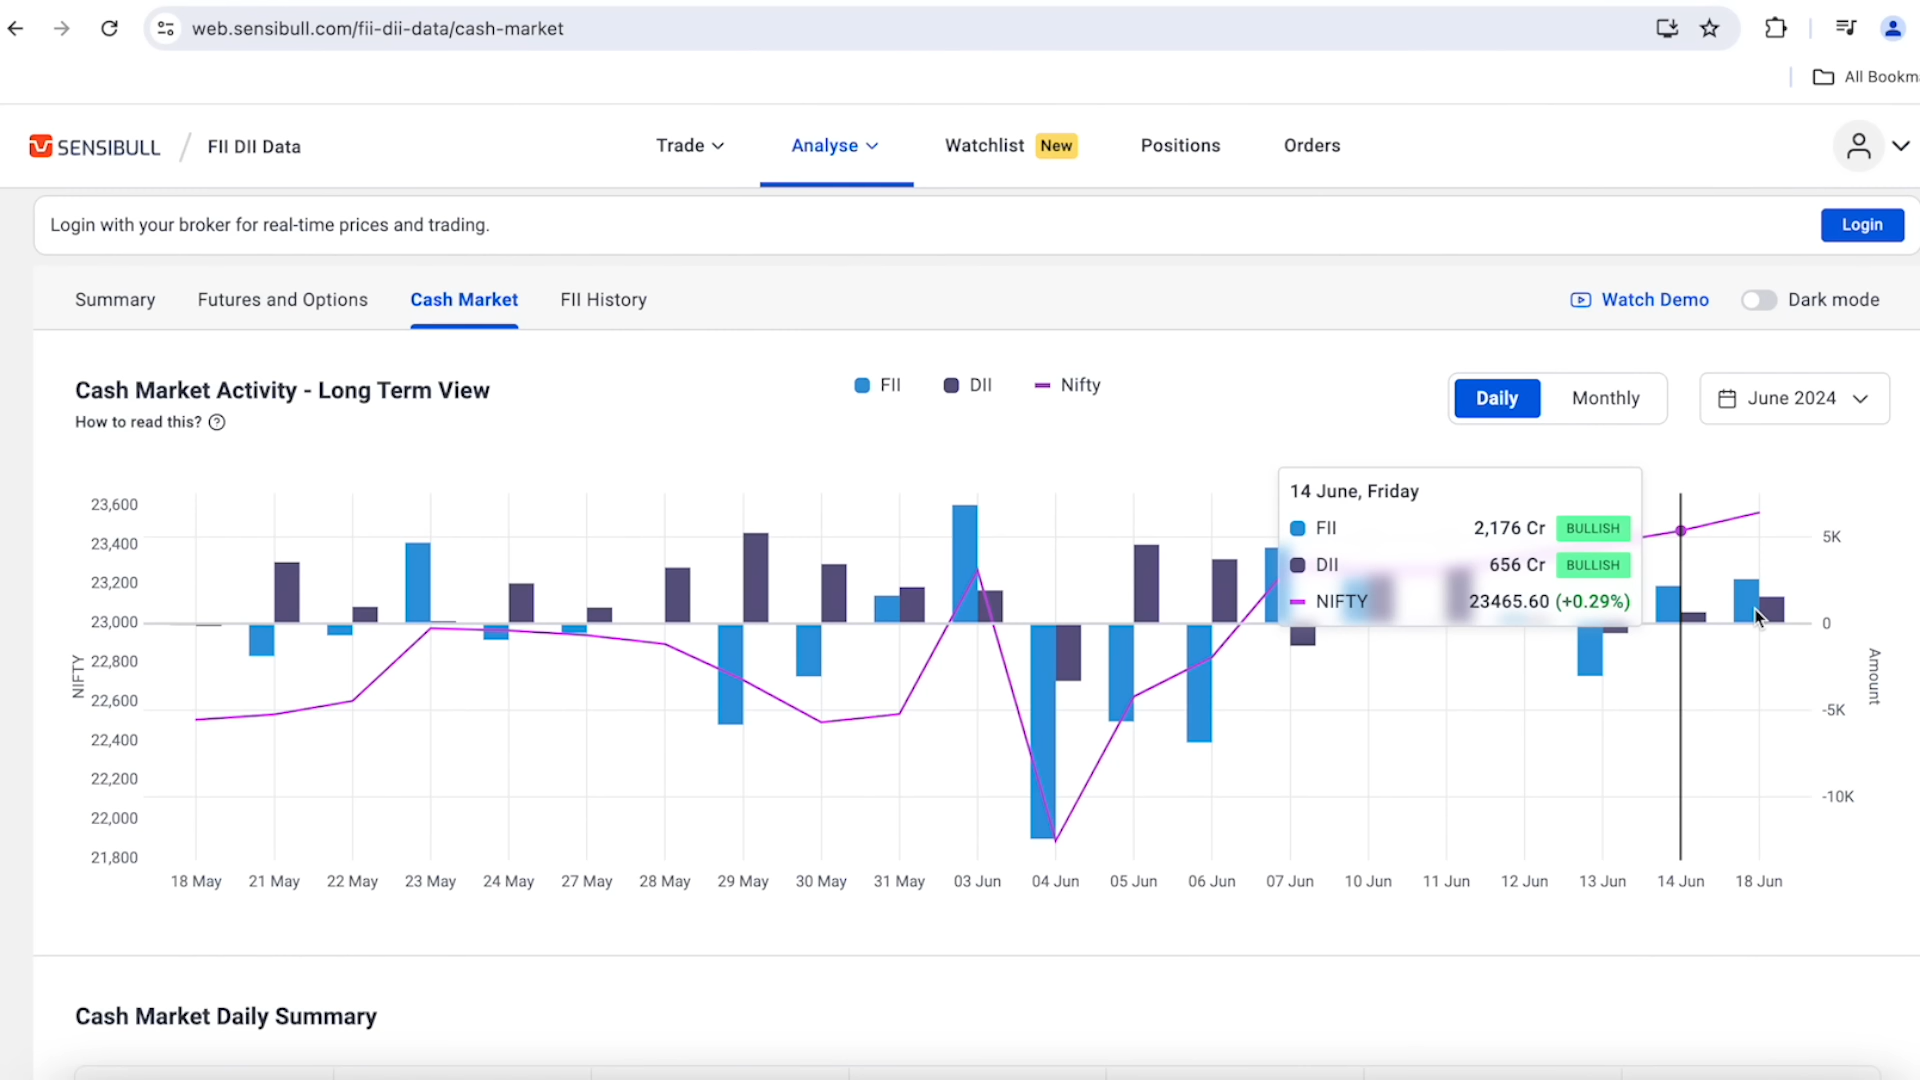 web.sensibull.com/fii-dii-data/cash-market
All Bookma
SENSIBULL / FII DII Data
Trade
Analyse
Watchlist New
Positions
Orders
Login with your broker for real-time prices and trading.
Login
Summary
Futures and Options
Cash Market
FII History
Watch Demo
Dark mode
Cash Market Activity - Long Term View
How to read this? ?
FII
DII
Nifty
Daily
Monthly
June 2024
14 June, Friday
FII 2,176 Cr BULLISH
DII 656 Cr BULLISH
NIFTY 23465.60 (+0.29%)
23,600
23,400
23,200
23,000
22,800
22,600
22,400
22,200
22,000
21,800
NIFTY
5K
0
-5K
-10K
Amount
18 May 21 May 22 May 23 May 24 May 27 May 28 May 29 May 30 May 31 May 03 Jun 04 Jun 05 Jun 06 Jun 07 Jun 10 Jun 11 Jun 12 Jun 13 Jun 14 Jun 18 Jun
Cash Market Daily Summary